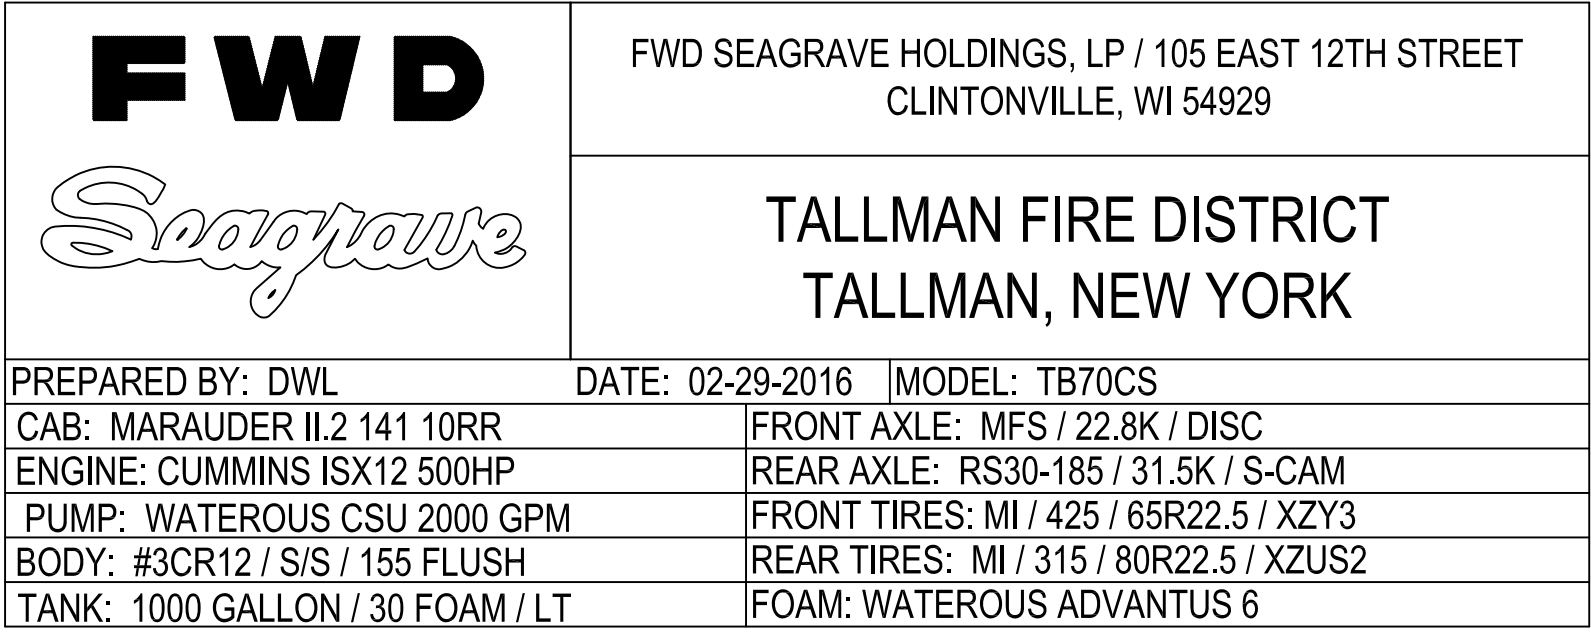 FWD
Seagrave
FWD SEAGRAVE HOLDINGS, LP / 105 EAST 12TH STREET
CLINTONVILLE, WI 54929
TALLMAN FIRE DISTRICT
TALLMAN, NEW YORK
PREPARED BY: DWL DATE: 02-29-2016 MODEL: TB70CS
CAB: MARAUDER II.2 141 10RR
FRONT AXLE: MFS / 22.8K / DISC
ENGINE: CUMMINS ISX12 500HP
REAR AXLE: RS30-185 / 31.5K / S-CAM
PUMP: WATEROUS CSU 2000 GPM
FRONT TIRES: MI / 425 / 65R22.5 / XZY3
BODY: #3CR12 / S/S / 155 FLUSH
REAR TIRES: MI / 315 / 80R22.5 / XZUS2
TANK: 1000 GALLON / 30 FOAM / LT
FOAM: WATEROUS ADVANTUS 6